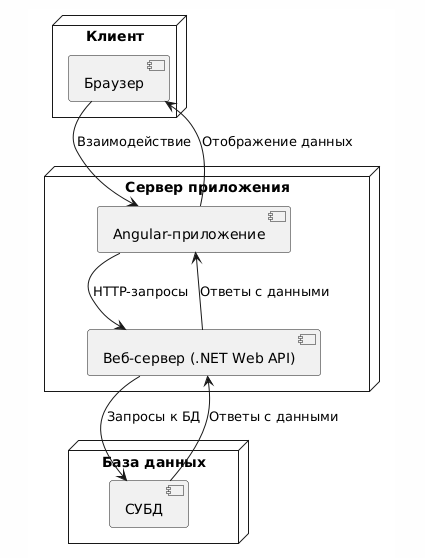 Клиент
Браузер
Взаимодействие
Отображение данных
Сервер приложения
Angular-приложение
HTTP-запросы
Ответы с данными
Веб-сервер (.NET Web API)
Запросы к БД
Ответы с данными
База данных
СУБД